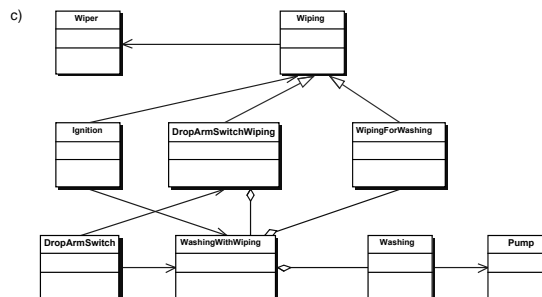 c)
Wiper
Wiping
Ignition
DropArmSwitchWiping
WipingForWashing
DropArmSwitch
WashingWithWiping
Washing
Pump